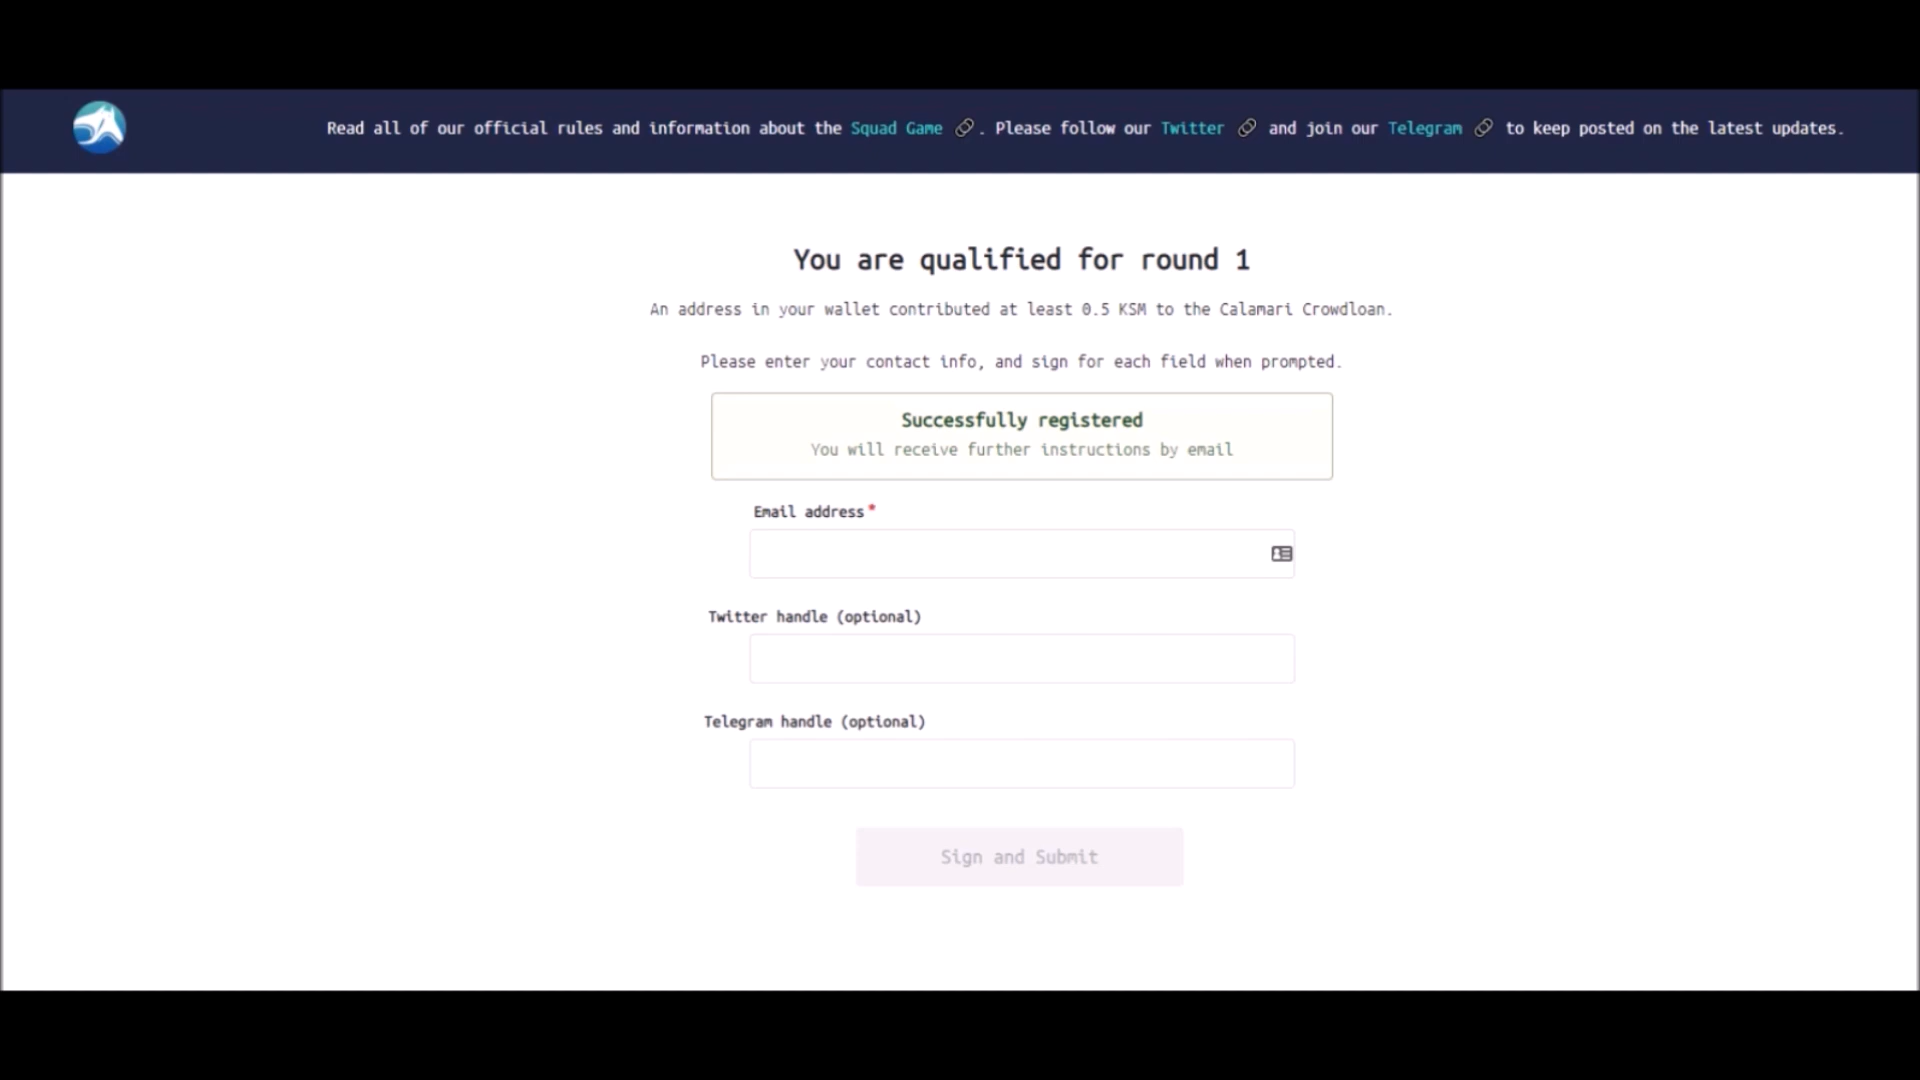 Read all of our official rules and information about the Squad Game . Please follow our Twitter and join our Telegram to keep posted on the latest updates.
You are qualified for round 1
An address in your wallet contributed at least 0.5 KSM to the Calamari Crowdloan.
Please enter your contact info, and sign for each field when prompted.
Successfully registered
You will receive further instructions by email
Email address*
Twitter handle (optional)
Telegram handle (optional)
Sign and Submit